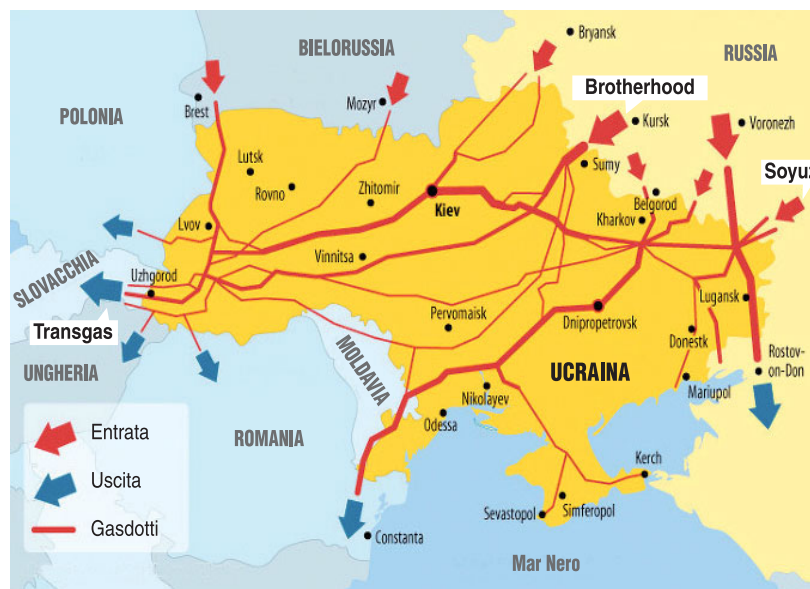 BIELORUSSIA
Bryansk
RUSSIA
POLONIA
Brest
Mozyr
Brotherhood
Kursk
Voronezh
Lutsk
Rovno
Zhitomir
Kiev
Sumy
Soyuz
Belgorod
Kharkov
Lvov
Vinnitsa
SLOVACCHIA
Uzhgorod
Transgas
Pervomaisk
Dnipropetrovsk
Lugansk
Donestk
Rostov-
on-Don
UNGHERIA
MOLDAVIA
UCRAINA
Mariupol
Nikolayev
Odessa
ROMANIA
Entrata
Uscita
Gasdotti
Kerch
Sevastopol
Simferopol
Constanta
Mar Nero